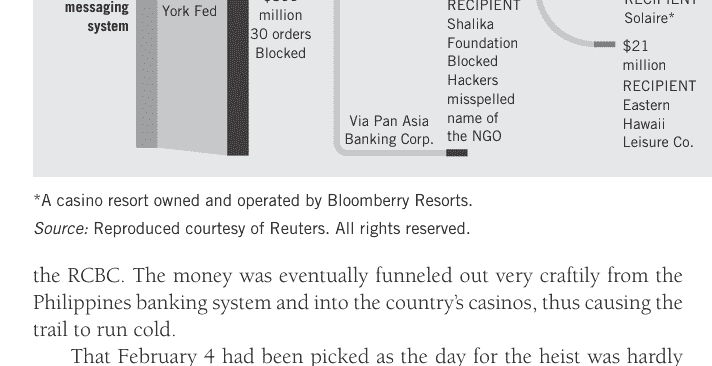 messaging
system
York Fed
million
30 orders
Blocked
RECIPIENT
Shalika
Foundation
Blocked
Hackers
misspelled
name of
the NGO
Via Pan Asia
Banking Corp.
Solaire*
$21
million
RECIPIENT
Eastern
Hawaii
Leisure Co.
*A casino resort owned and operated by Bloomberry Resorts.
Source: Reproduced courtesy of Reuters. All rights reserved.
the RCBC. The money was eventually funneled out very craftily from the
Philippines banking system and into the country’s casinos, thus causing the
trail to run cold.
That February 4 had been picked as the day for the heist was hardly